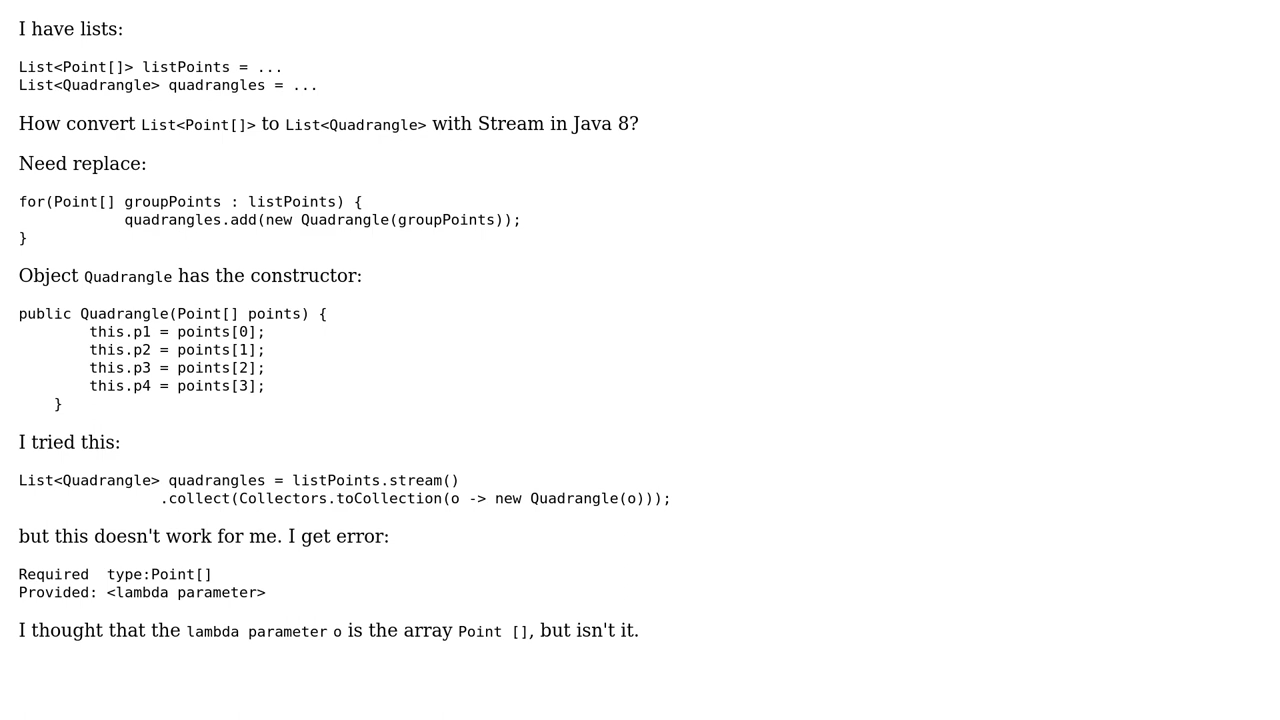 I have lists:
List<Point[]> listPoints = ...
List<Quadrangle> quadrangles = ...
How convert List<Point[]> to List<Quadrangle> with Stream in Java 8?
Need replace:
for(Point[] groupPoints : listPoints) {
            quadrangles.add(new Quadrangle(groupPoints));
}
Object Quadrangle has the constructor:
public Quadrangle(Point[] points) {
        this.p1 = points[0];
        this.p2 = points[1];
        this.p3 = points[2];
        this.p4 = points[3];
    }
I tried this:
List<Quadrangle> quadrangles = listPoints.stream()
                .collect(Collectors.toCollection(o -> new Quadrangle(o)));
but this doesn't work for me. I get error:
Required  type:Point[]
Provided: <lambda parameter>
I thought that the lambda parameter o is the array Point [], but isn't it.